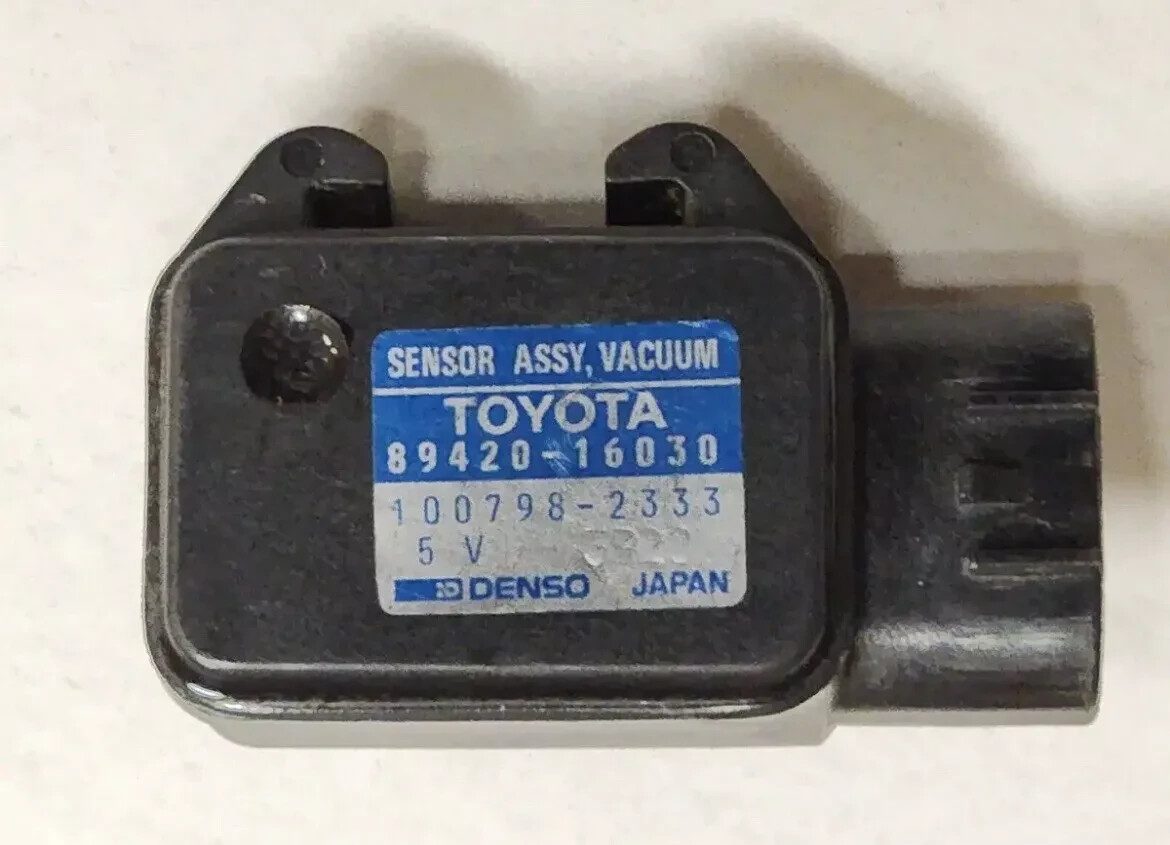 SENSOR ASSY, VACUUM
TOYOTA
89420-16030
100798-2333
5 V
DENSO JAPAN